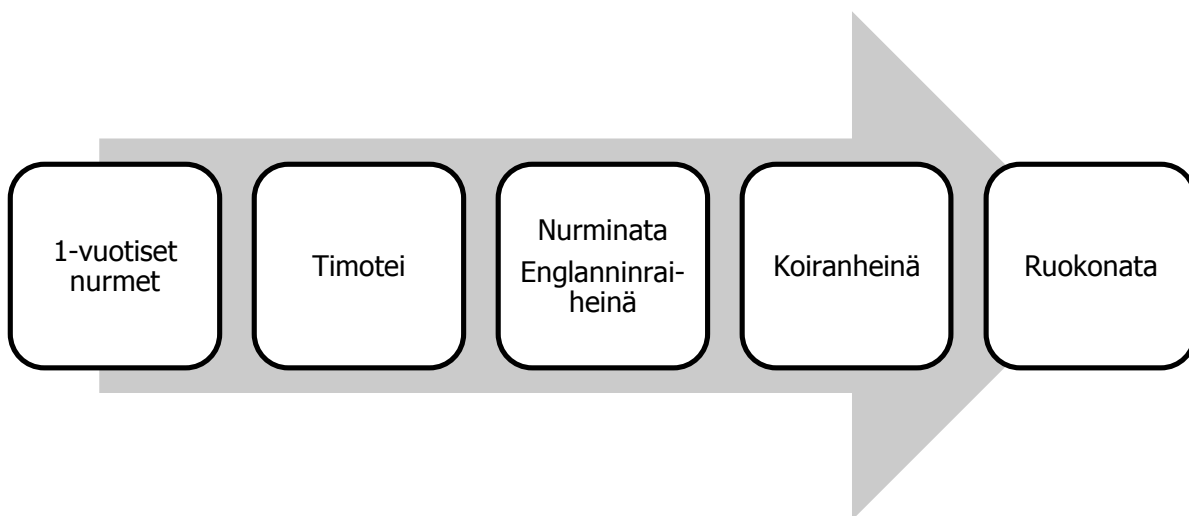 1-vuotiset
nurmet
Timotei
Nurminata
Englanninrai-
heinä
Koiranheinä
Ruokonata